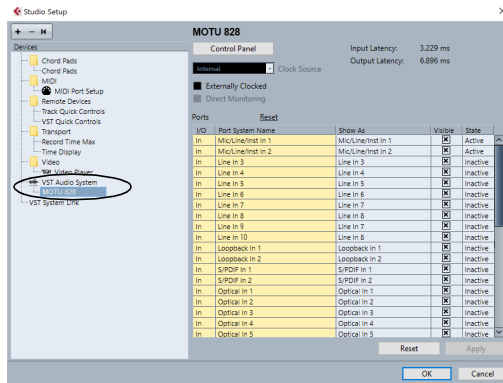 Studio Setup
+ - |◄
Devices
Chord Pads
Chord Pads
MIDI
MIDI Port Setup
Remote Devices
Track Quick Controls
VST Quick Controls
Transport
Record Time Max
Time Display
Video
Video Player
VST Audio System
MOTU 828
VST System Link
MOTU 828
Control Panel
Input Latency: 3.229 ms
Output Latency: 6.896 ms
Internal Clock Source
Externally Clocked
Direct Monitoring
Ports Reset
I/O Port System Name Show As Visible State
In Mic/Line/Inst In 1 Mic/Line/Inst In 1 Active
In Mic/Line/Inst In 2 Mic/Line/Inst In 2 Active
In Line In 3 Line In 3 Inactive
In Line In 4 Line In 4 Inactive
In Line In 5 Line In 5 Inactive
In Line In 6 Line In 6 Inactive
In Line In 7 Line In 7 Inactive
In Line In 8 Line In 8 Inactive
In Line In 9 Line In 7 Inactive
In Line In 10 Line In 8 Inactive
In Loopback In 1 Loopback In 1 Inactive
In Loopback In 2 Loopback In 2 Inactive
In S/PDIF In 1 S/PDIF In 1 Inactive
In S/PDIF In 2 S/PDIF In 2 Inactive
In Optical In 1 Optical In 1 Inactive
In Optical In 2 Optical In 2 Inactive
In Optical In 3 Optical In 3 Inactive
In Optical In 4 Optical In 4 Inactive
In Optical In 5 Optical In 5 Inactive
Reset Apply
OK Cancel